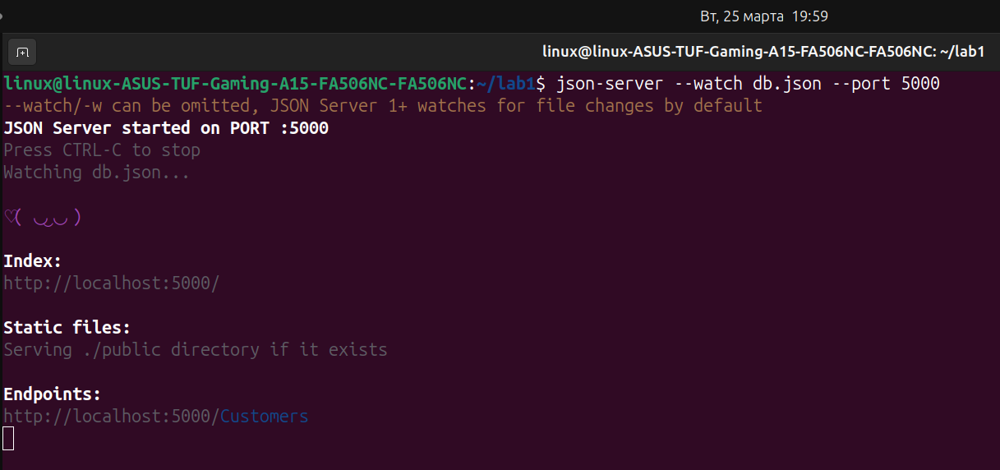 Вт, 25 марта 19:59
linux@linux-ASUS-TUF-Gaming-A15-FA506NC-FA506NC: ~/lab1
linux@linux-ASUS-TUF-Gaming-A15-FA506NC-FA506NC:~/lab1$ json-server --watch db.json --port 5000
--watch/-w can be omitted, JSON Server 1+ watches for file changes by default
JSON Server started on PORT :5000
Press CTRL-C to stop
Watching db.json...
♡( ◡‿◡ )
Index:
http://localhost:5000/
Static files:
Serving ./public directory if it exists
Endpoints:
http://localhost:5000/Customers